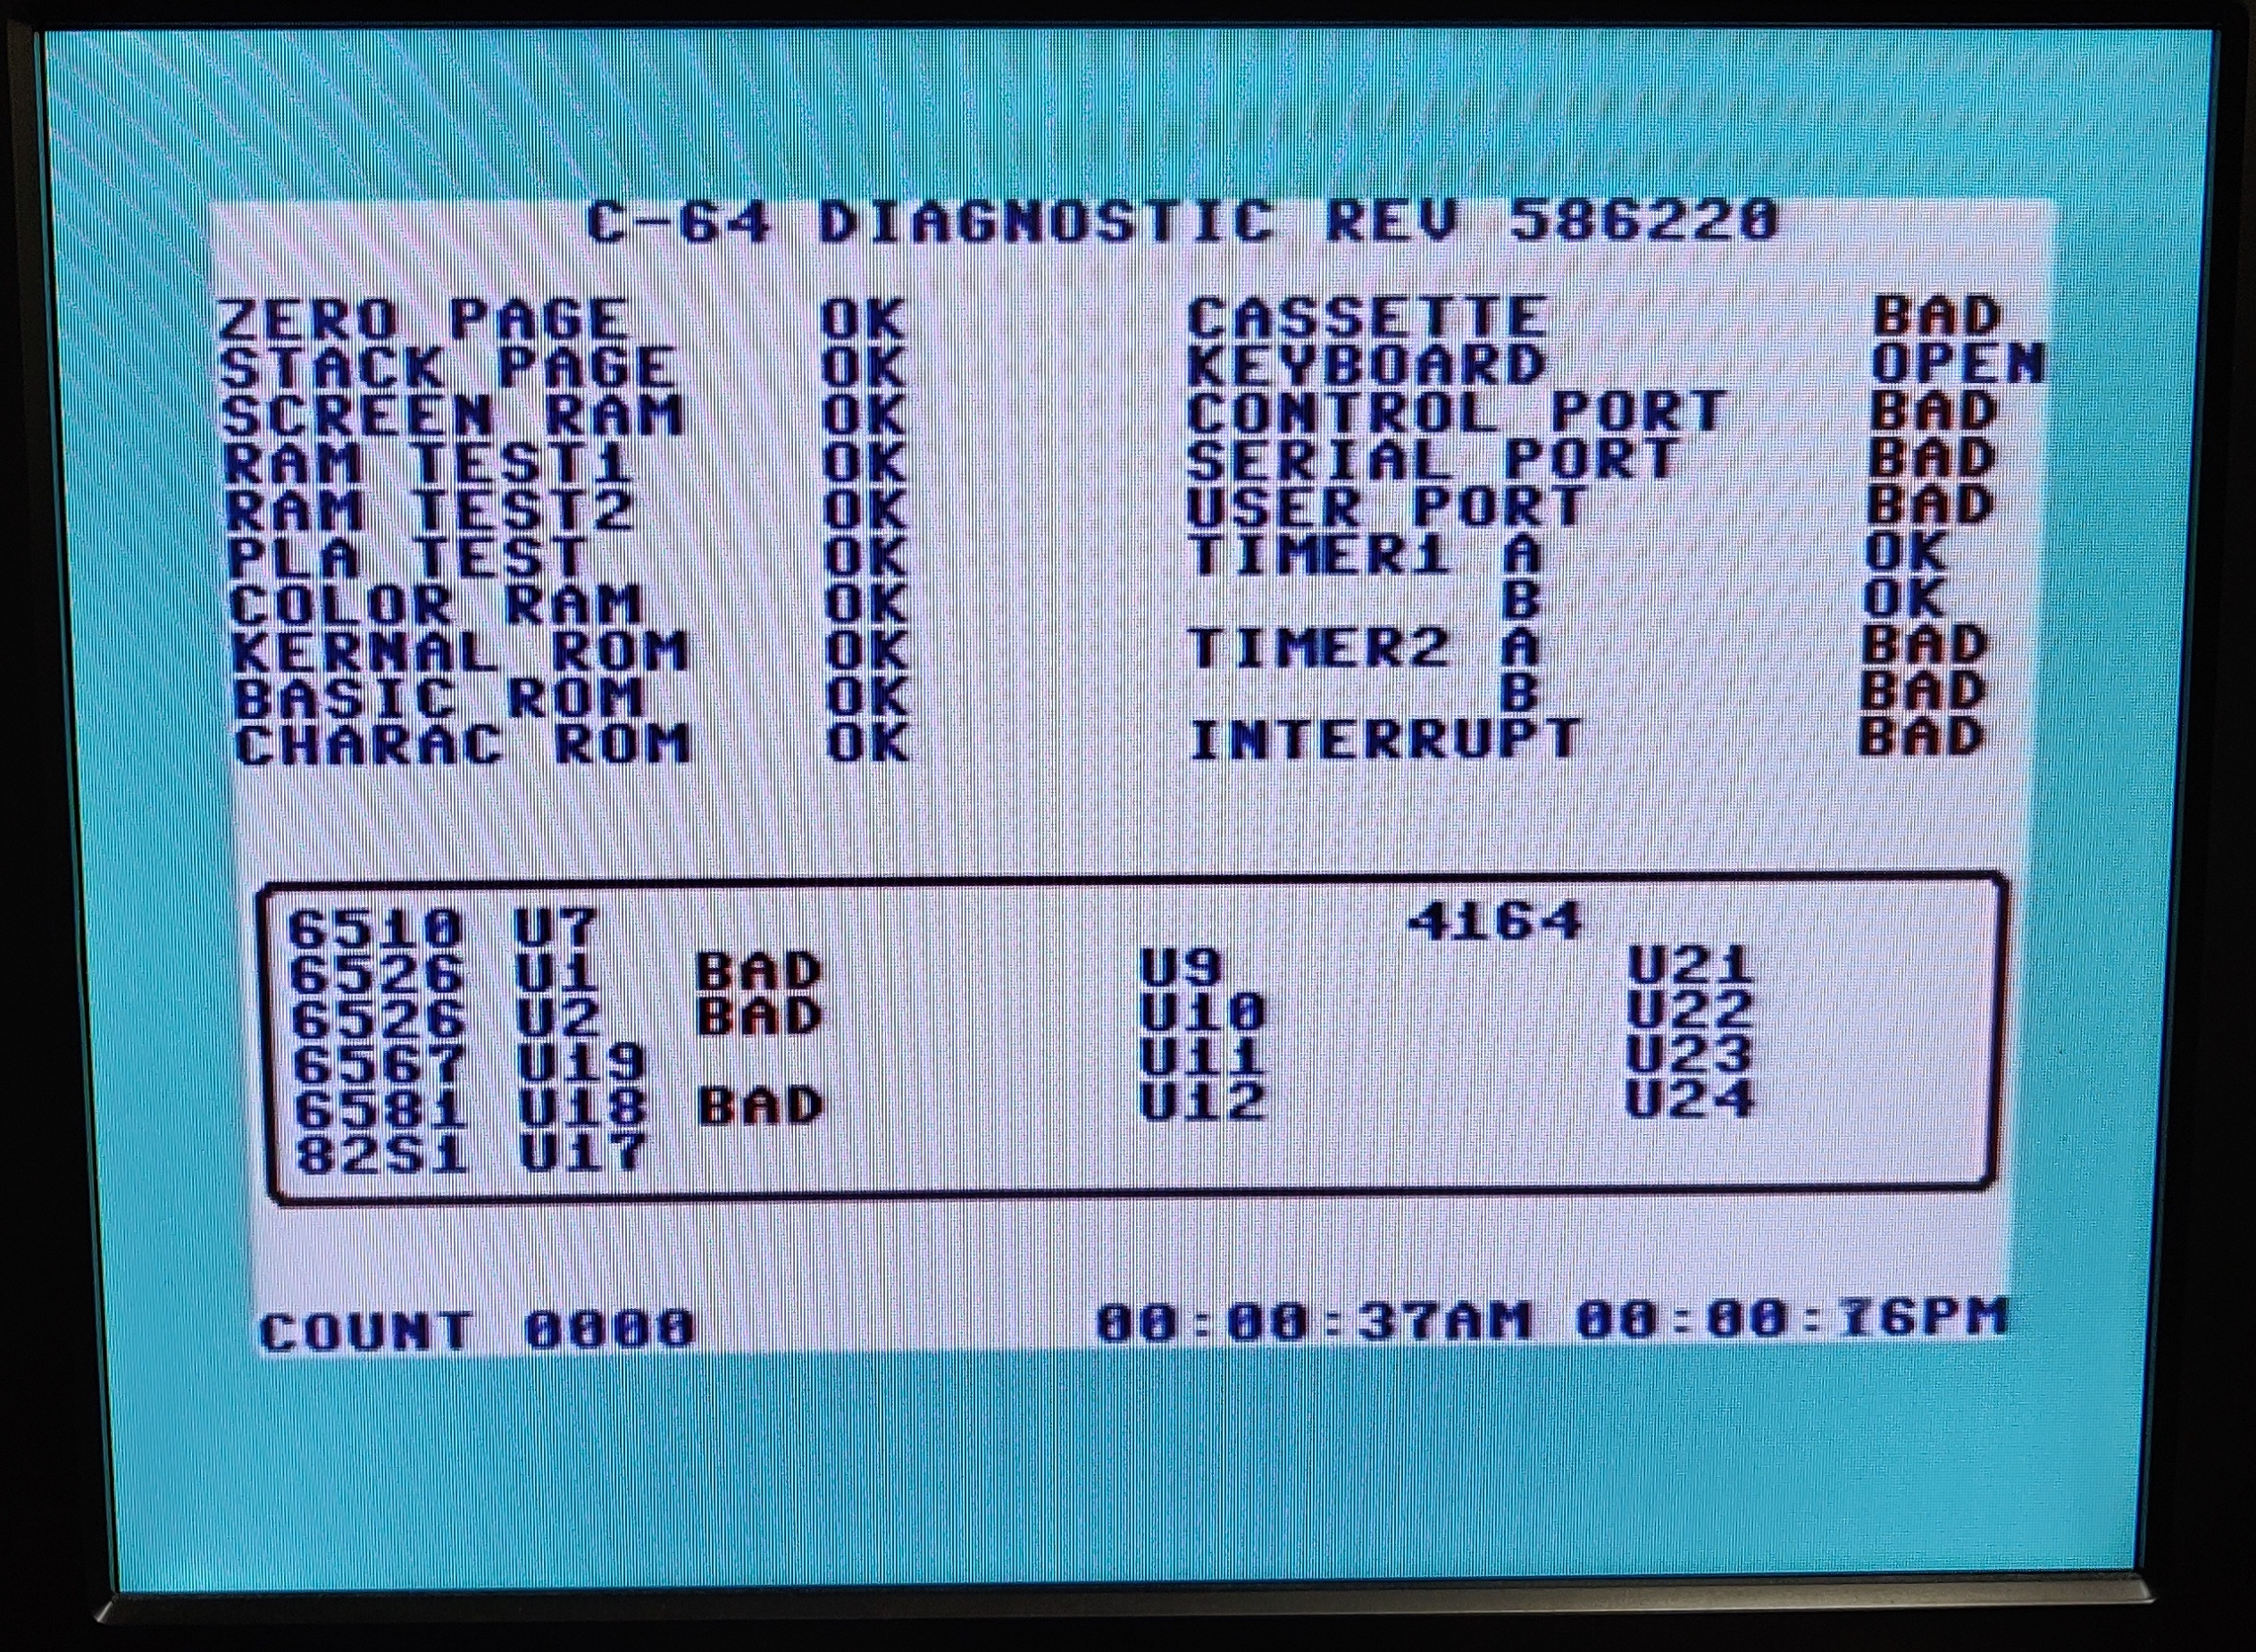 C-64 DIAGNOSTIC REV 586220
ZERO PAGE OK CASSETTE BAD
STACK PAGE OK KEYBOARD OPEN
SCREEN RAM OK CONTROL PORT BAD
RAM TEST1 OK SERIAL PORT BAD
RAM TEST2 OK USER PORT BAD
PLA TEST OK TIMER1 A OK
COLOR RAM OK B OK
KERNAL ROM OK TIMER2 A BAD
BASIC ROM OK B BAD
CHARAC ROM OK INTERRUPT BAD
6510 U7 4164
6526 U1 BAD U9 U21
6526 U2 BAD U10 U22
6567 U19 U11 U23
6581 U18 BAD U12 U24
82S1 U17
COUNT 0000 00:00:37AM